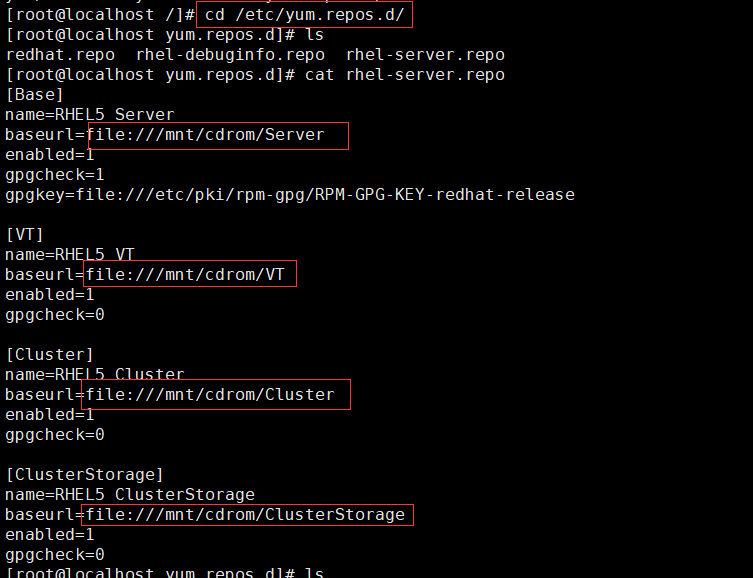 [root@localhost /]# cd /etc/yum.repos.d/
[root@localhost yum.repos.d]# ls
redhat.repo  rhel-debuginfo.repo  rhel-server.repo
[root@localhost yum.repos.d]# cat rhel-server.repo
[Base]
name=RHEL5 Server
baseurl=file:///mnt/cdrom/Server
enabled=1
gpgcheck=1
gpgkey=file:///etc/pki/rpm-gpg/RPM-GPG-KEY-redhat-release
[VT]
name=RHEL5 VT
baseurl=file:///mnt/cdrom/VT
enabled=1
gpgcheck=0
[Cluster]
name=RHEL5 Cluster
baseurl=file:///mnt/cdrom/Cluster
enabled=1
gpgcheck=0
[ClusterStorage]
name=RHEL5 ClusterStorage
baseurl=file:///mnt/cdrom/ClusterStorage
enabled=1
gpgcheck=0
[root@localhost yum.repos.d]# ls